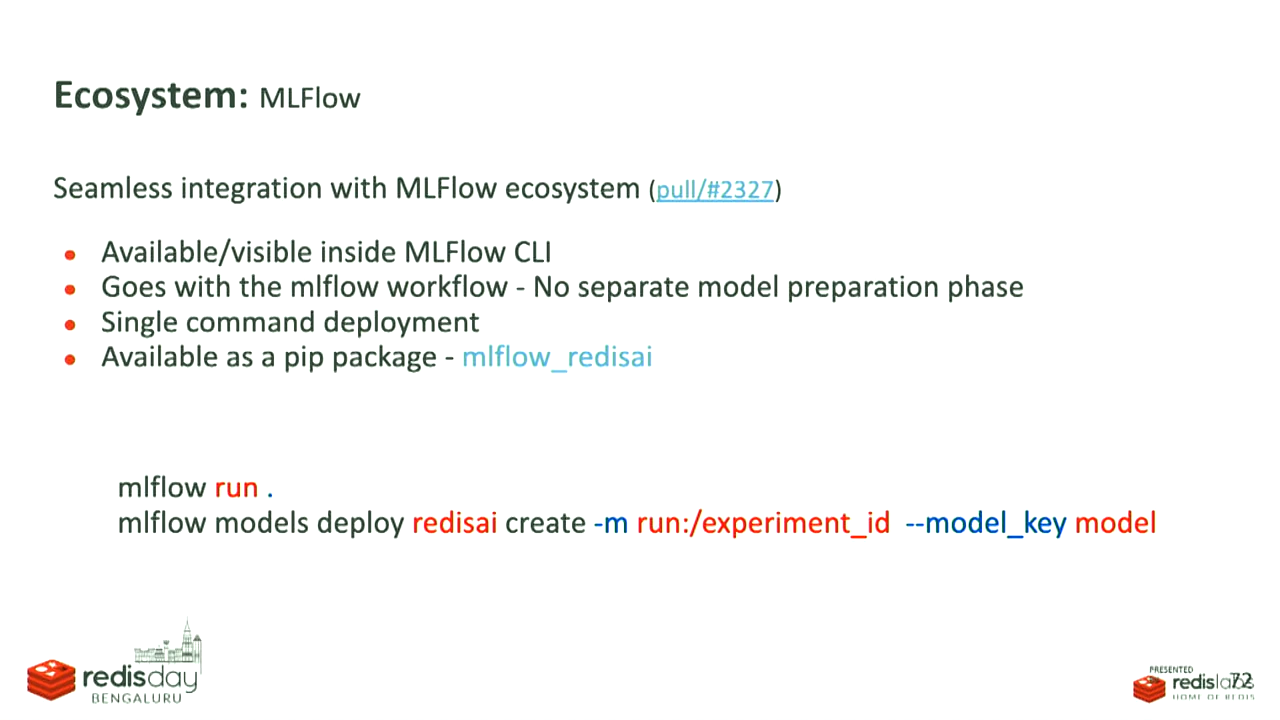 Ecosystem: MLFlow
Seamless integration with MLFlow ecosystem (pull/#2327)
• Available/visible inside MLFlow CLI
• Goes with the mlflow workflow - No separate model preparation phase
• Single command deployment
• Available as a pip package - mlflow_redisai
mlflow run .
mlflow models deploy redisai create -m run:/experiment_id --model_key model
redisday
BENGALURU
PRESENTED
redislabs
HOME OF REDIS
72